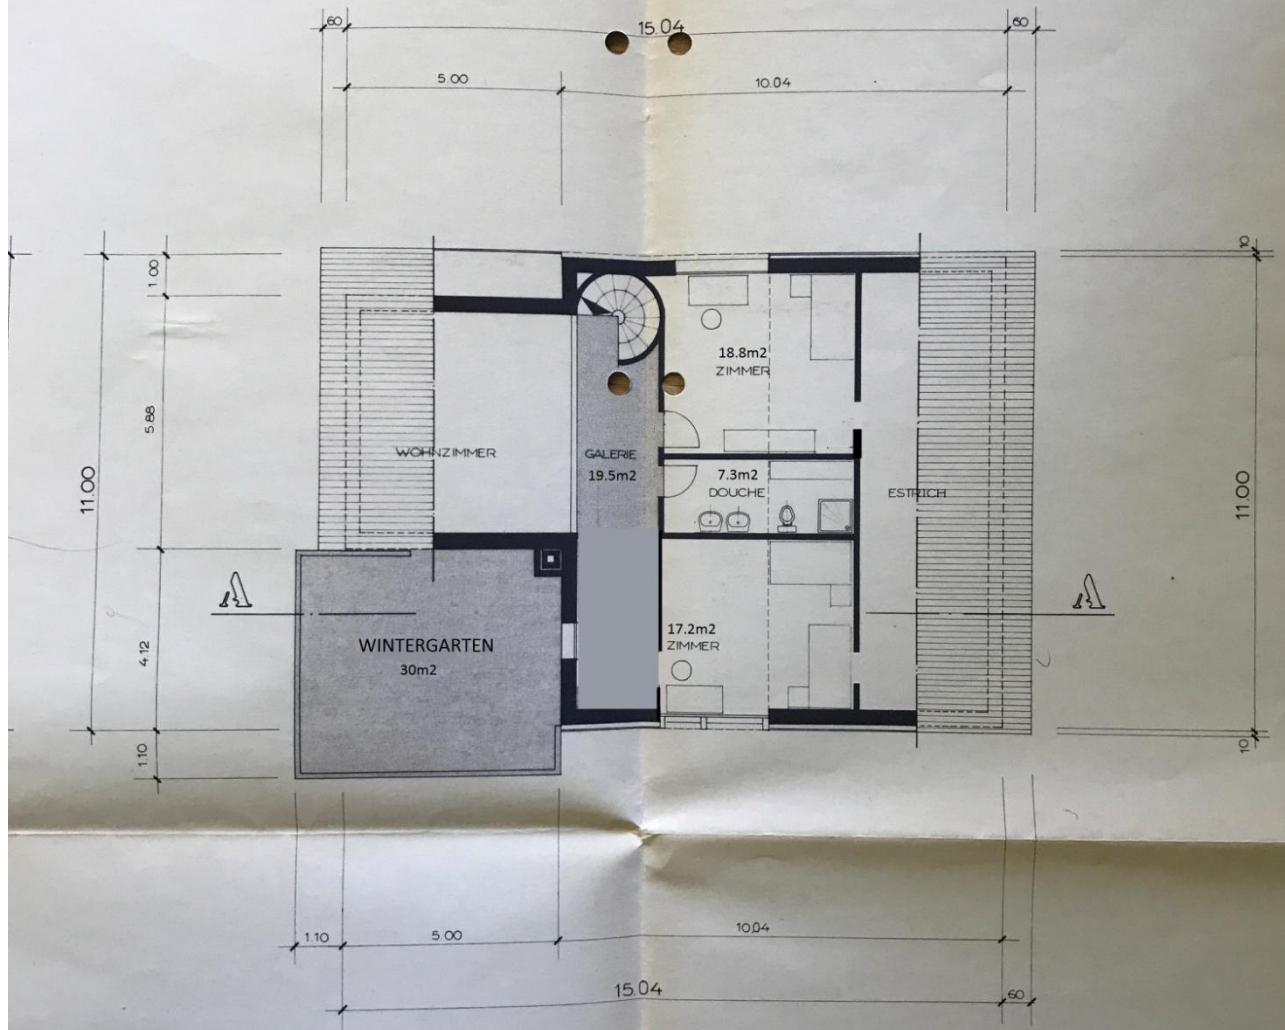 60
15.04
60
5.00
10.04
1.00
10
18.8m2
ZIMMER
5.88
WOHNZIMMER
GALERIE
19.5m2
7.3m2
DOUCHE
ESTRICH
11.00
11.00
A
A
4.12
WINTERGARTEN
30m2
17.2m2
ZIMMER
1.10
10
1.10
5.00
10.04
15.04
60